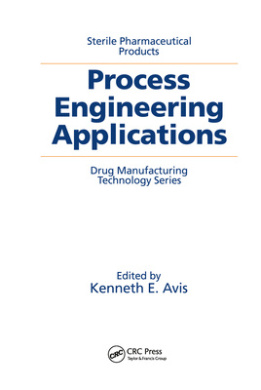 Sterile Pharmaceutical
Products
Process
Engineering
Applications
Drug Manufacturing
Technology Series
Edited by
Kenneth E. Avis
CRC
CRC Press
Taylor & Francis Group